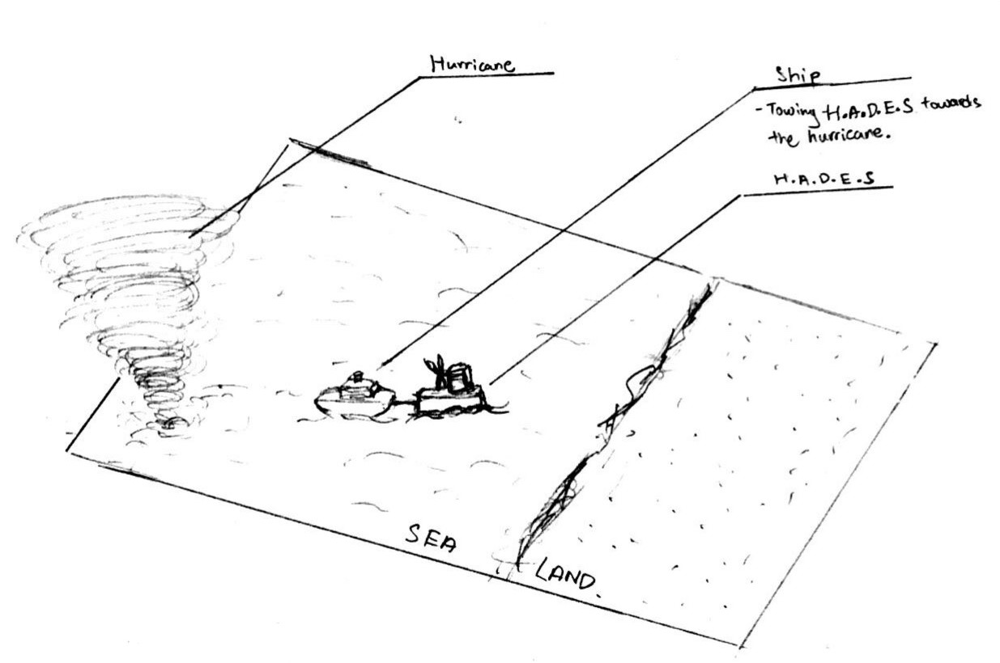 Hurricane
Ship
- Towing H.A.D.E.S towards
the hurricane.
H.A.D.E.S
SEA
LAND.